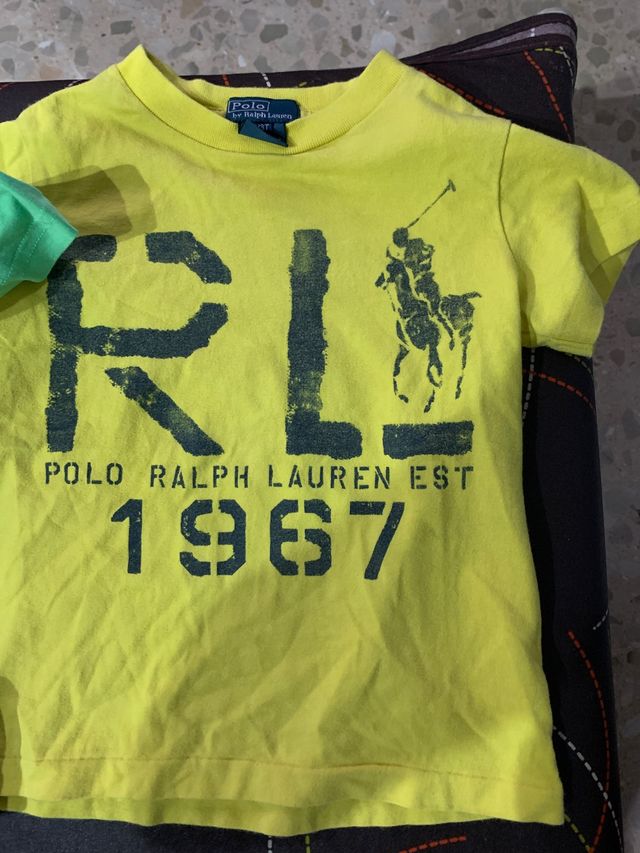 Polo
by Ralph Lauren
RL
POLO RALPH LAUREN EST
1967